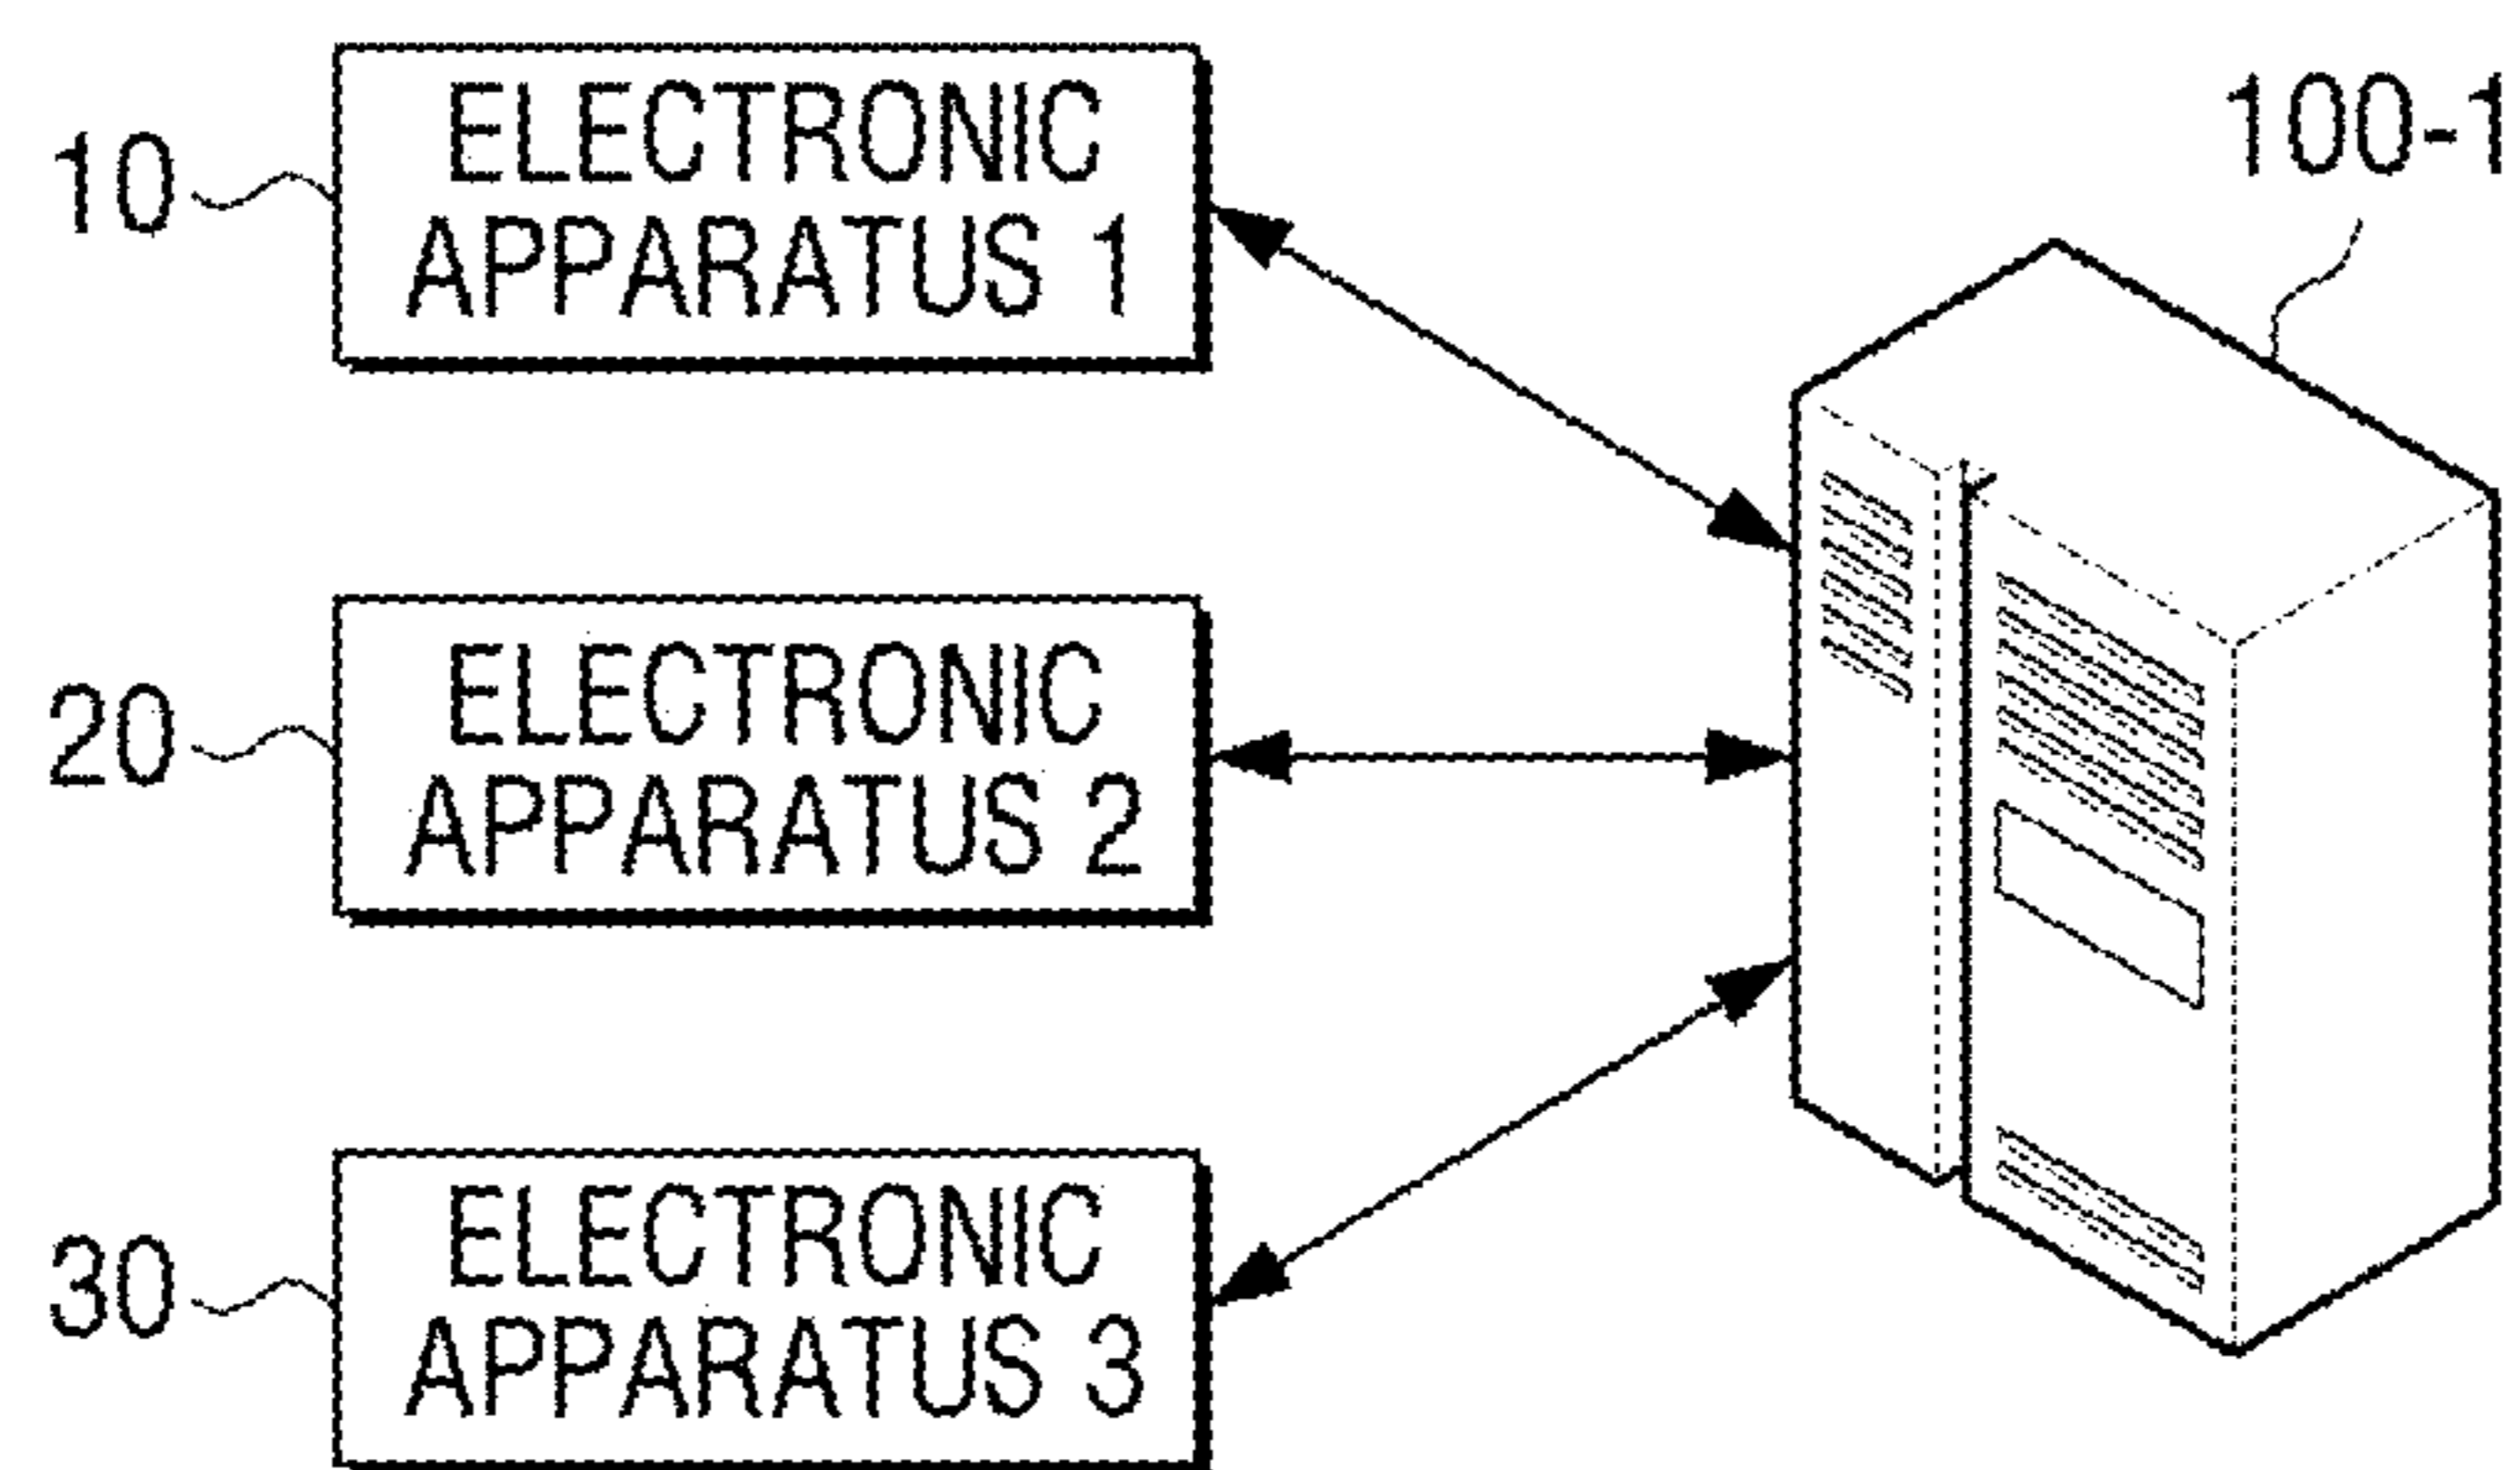 10
ELECTRONIC
APPARATUS 1
100-1
20
ELECTRONIC
APPARATUS 2
30
ELECTRONIC
APPARATUS 3